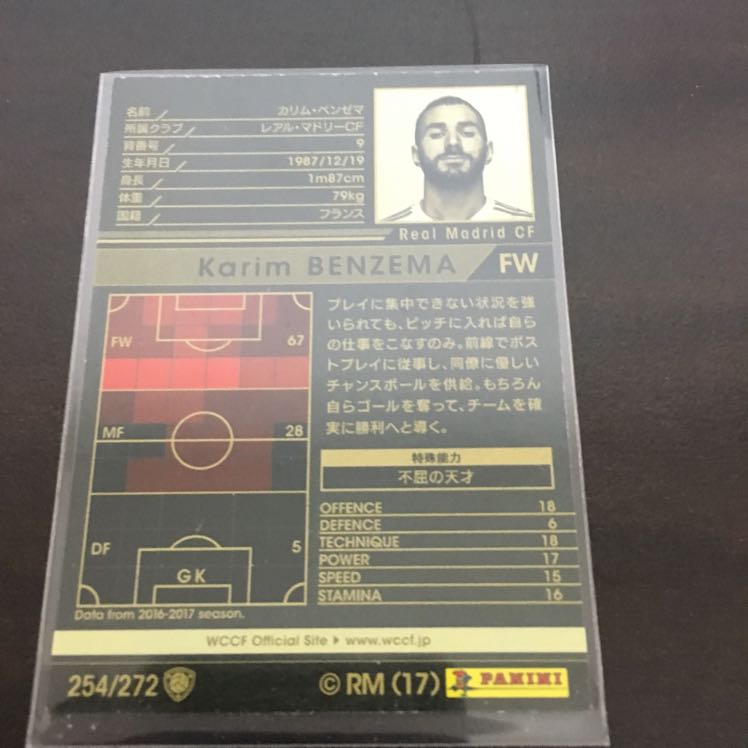 名前 カリム・ベンゼマ
所属クラブ レアル・マドリーCF
背番号 9
生年月日 1987/12/19
身長 1m87cm
体重 79kg
国籍 フランス
Real Madrid CF
Karim BENZEMA FW
FW 67
MF 28
DF 5
GK
Data from 2016-2017 season.
プレイに集中できない状況を強
いられても、ピッチに入れば自ら
の仕事をこなすのみ。前線でポス
トプレイに従事し、同僚に優しい
チャンスボールを供給。もちろん
自らゴールを奪って、チームを確
実に勝利へと導く。
特殊能力
不屈の天才
OFFENCE 18
DEFENCE 6
TECHNIQUE 18
POWER 17
SPEED 15
STAMINA 16
WCCF Official Site ▶ www.wccf.jp
254/272 © RM (17) PANINI